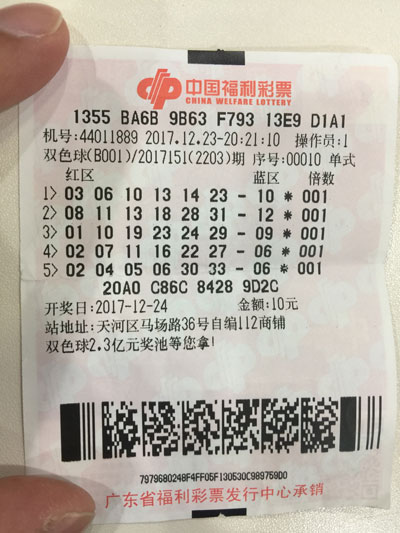 中国福利彩票
CHINA WELFARE LOTTERY
1355 BA6B 9B63 F793 13E9 D1A1
机号:44011889 2017.12.23-20:21:10 操作员:1
双色球(B001)/2017151(2203)期 序号:00010 单式
红区 蓝区 倍数
1> 03 06 10 13 14 23 - 10 * 001
2> 08 11 13 18 28 31 - 12 * 001
3> 01 10 19 23 24 29 - 09 * 001
4> 02 07 11 16 22 27 - 06 * 001
5> 02 04 05 06 30 33 - 06 * 001
20A0 C86C 8428 9D2C
开奖日:2017-12-24 金额:10元
站地址:天河区马场路36号自编112商铺
双色球2.3亿元奖池等您拿!
7979680248F4FF05F130530C989759D0
广东省福利彩票发行中心承销